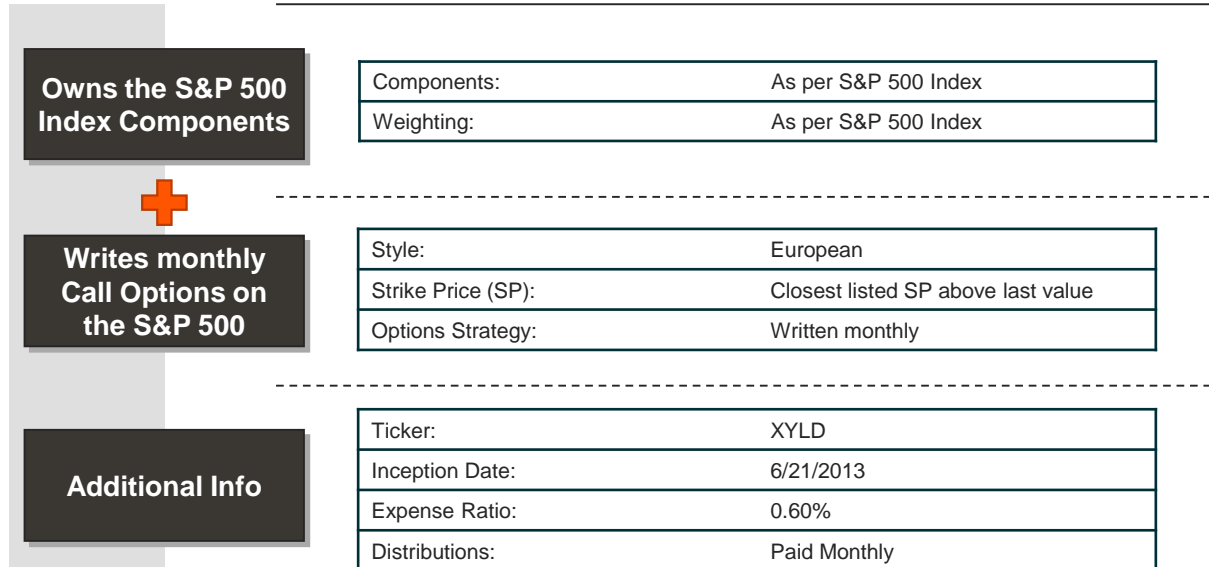 Owns the S&P 500
Index Components
Components: As per S&P 500 Index
Weighting: As per S&P 500 Index
Writes monthly
Call Options on
the S&P 500
Style: European
Strike Price (SP): Closest listed SP above last value
Options Strategy: Written monthly
Additional Info
Ticker: XYLD
Inception Date: 6/21/2013
Expense Ratio: 0.60%
Distributions: Paid Monthly